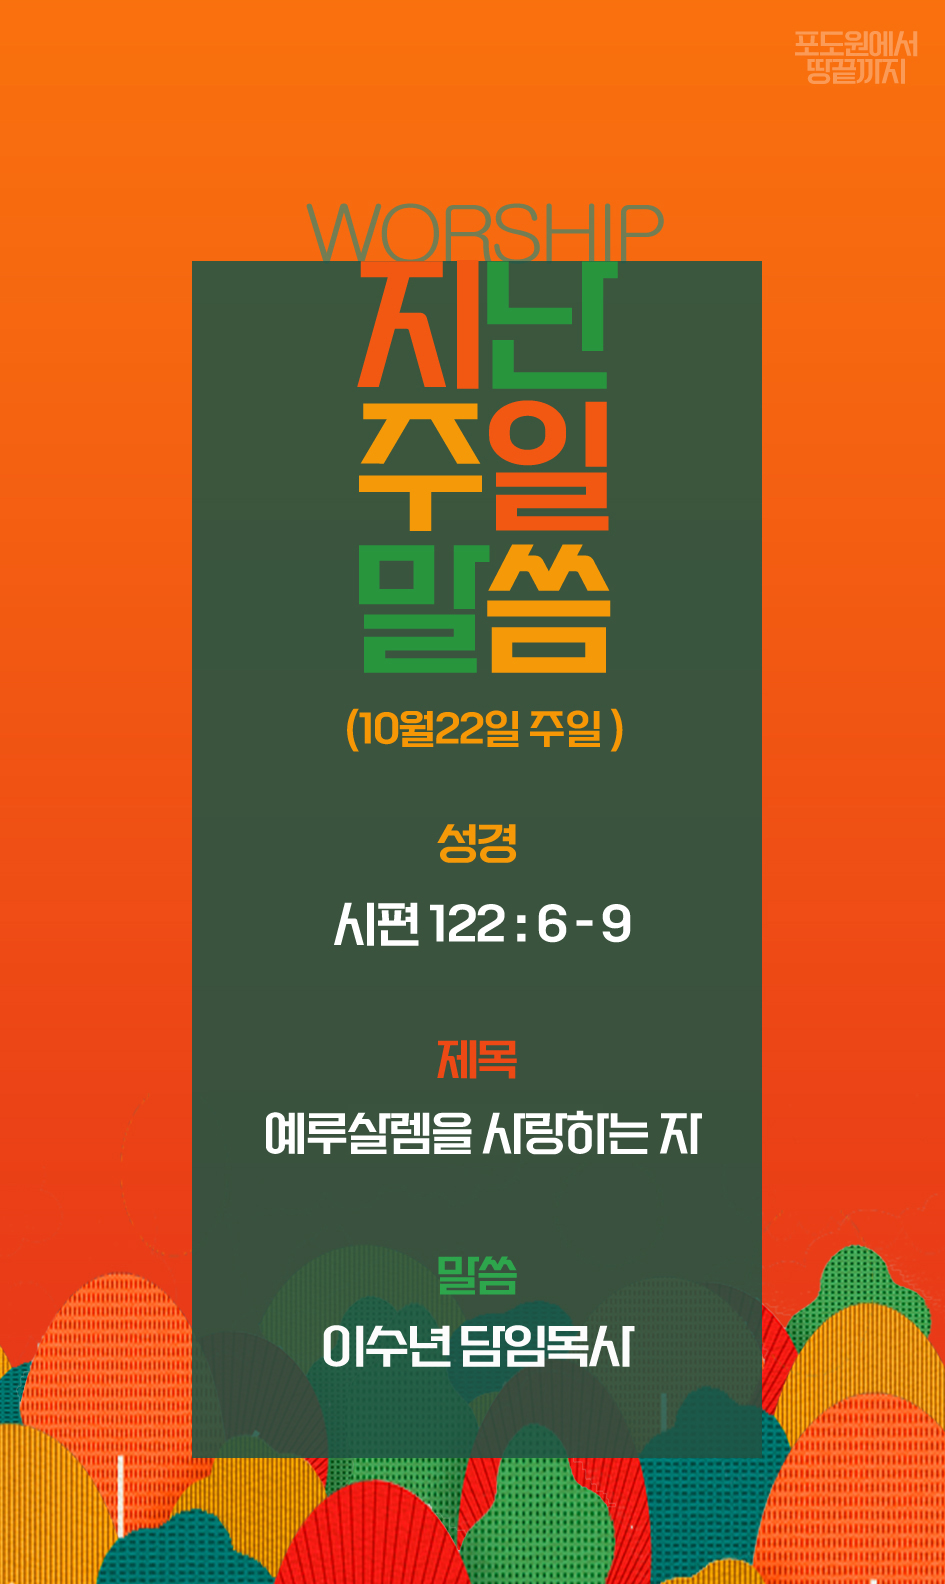 포도원에서
땅끝까지
WORSHIP
지난
주일
말씀
(10월22일 주일 )
성경
시편 122 : 6 - 9
제목
예루살렘을 사랑하는 자
말씀
이수년 담임목사